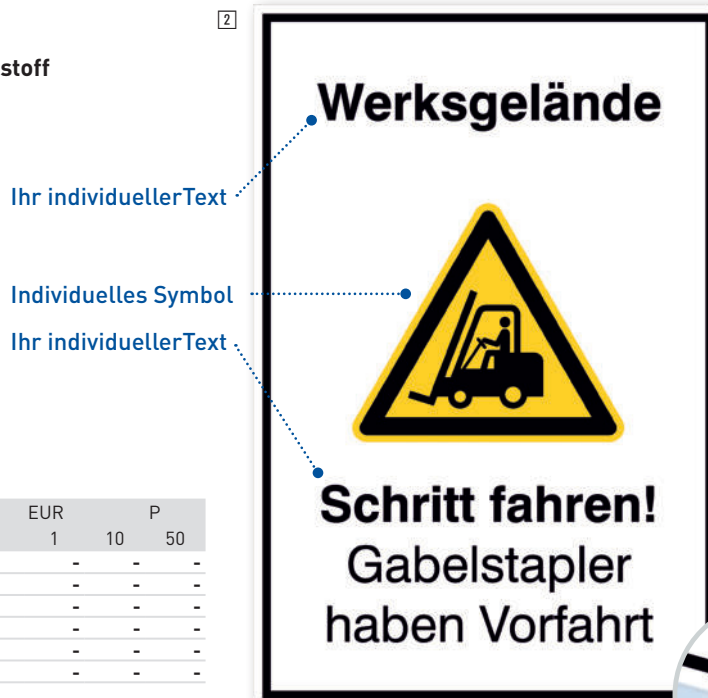 2
stoff
Werksgelände
Ihr individuellerText
Individuelles Symbol
Ihr individuellerText
Schritt fahren!
Gabelstapler
haben Vorfahrt
EUR P
1 10 50
- - -
- - -
- - -
- - -
- - -
- - -